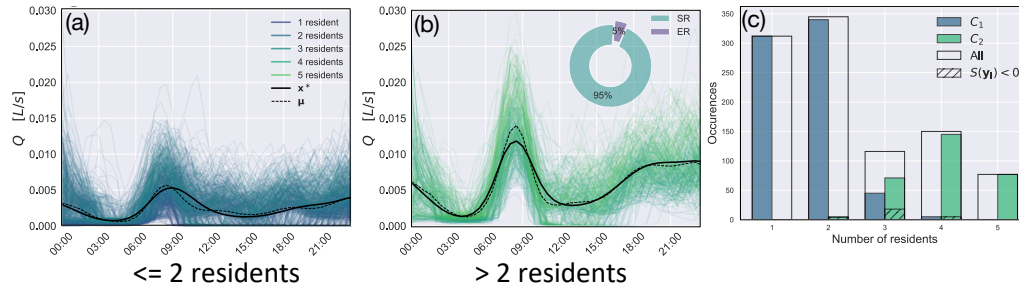 (a)
Q [L/s]
0.030
0.025
0.020
0.015
0.010
0.005
0.000
1 resident
2 residents
3 residents
4 residents
5 residents
x*
μ
00:00 03:00 06:00 09:00 12:00 15:00 18:00 21:00
<= 2 residents
(b)
Q [L/s]
0.030
0.025
0.020
0.015
0.010
0.005
0.000
SR
ER
5%
95%
00:00 03:00 06:00 09:00 12:00 15:00 18:00 21:00
> 2 residents
(c)
Occurences
350
300
250
200
150
100
50
0
C₁
C₂
All
S(yI) < 0
1 2 3 4 5
Number of residents